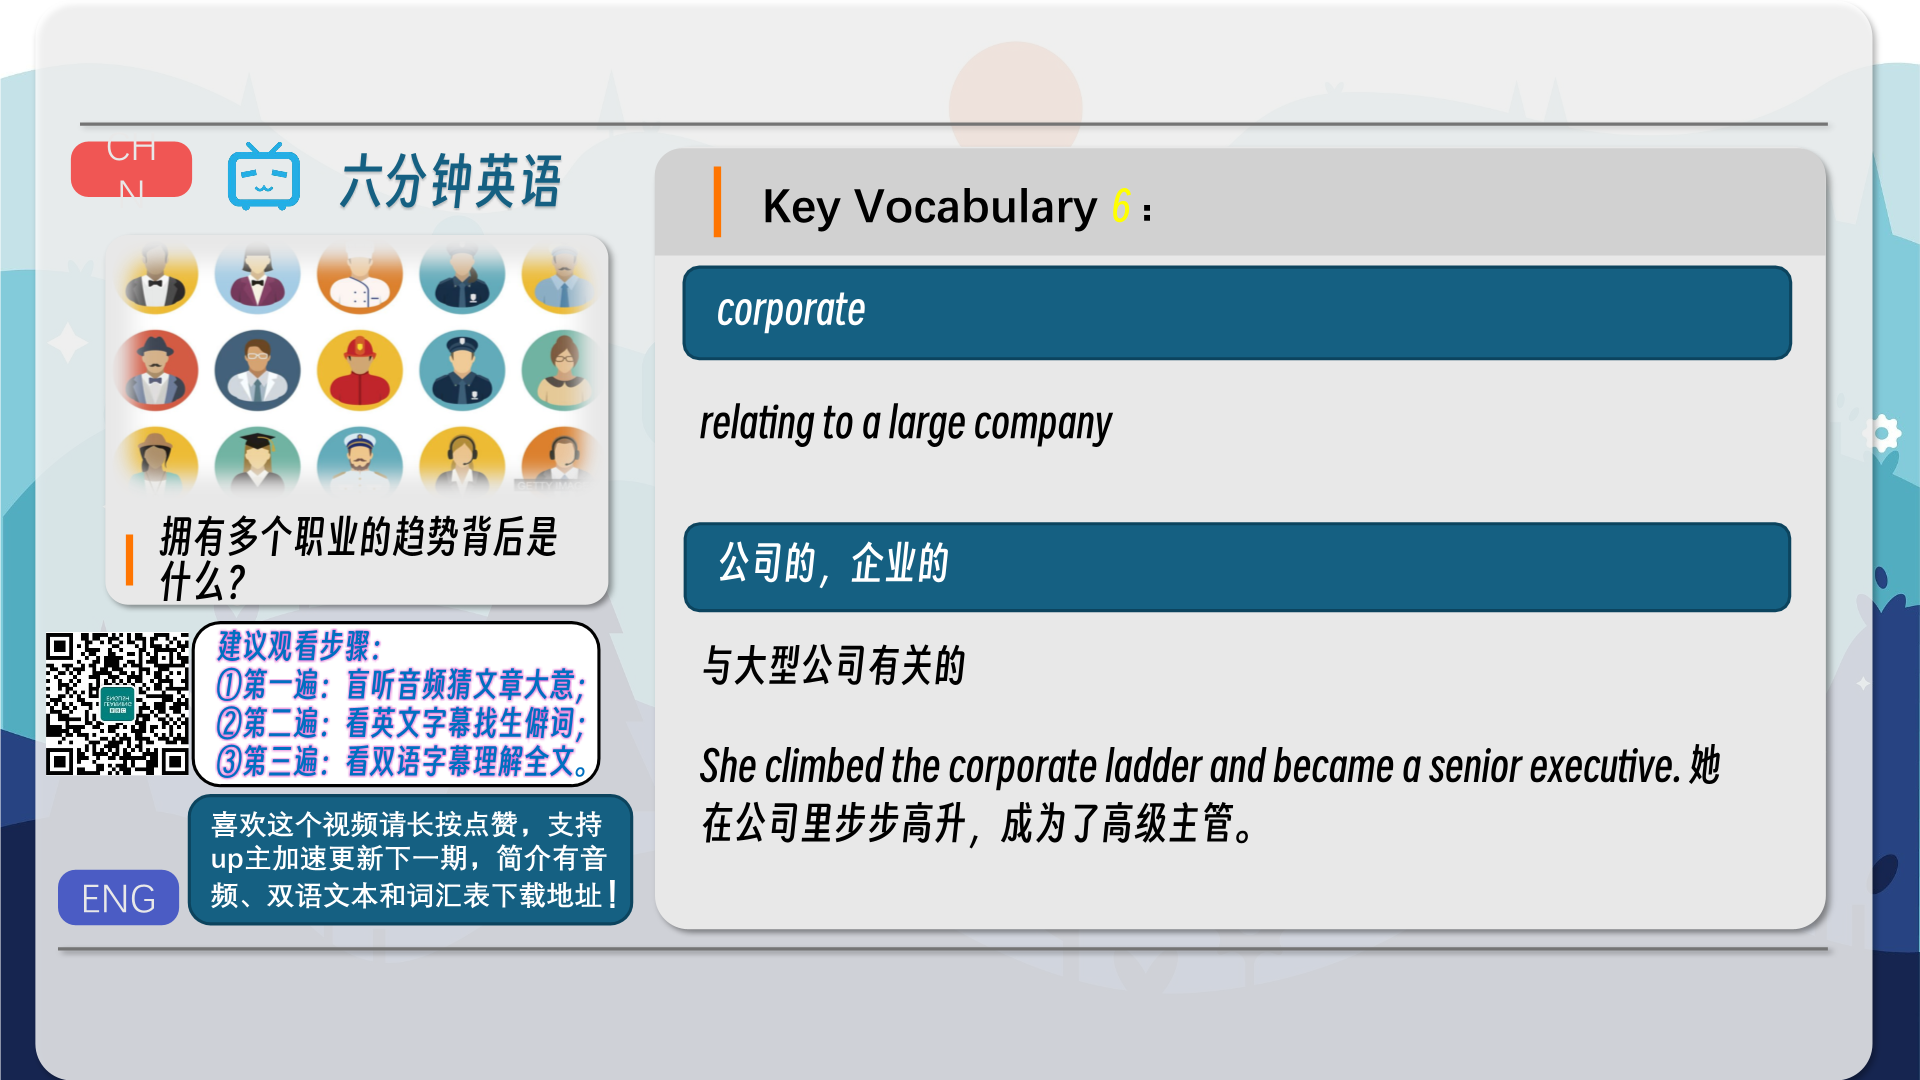 CH
N
六分钟英语
拥有多个职业的趋势背后是
什么?
建议观看步骤:
①第一遍: 盲听音频猜文章大意;
②第二遍: 看英文字幕找生僻词;
③第三遍: 看双语字幕理解全文。
喜欢这个视频请长按点赞，支持
up主加速更新下一期，简介有音
频、双语文本和词汇表下载地址！
ENG
Key Vocabulary 6：
corporate
relating to a large company
公司的, 企业的
与大型公司有关的
She climbed the corporate ladder and became a senior executive. 她
在公司里步步高升, 成为了高级主管。